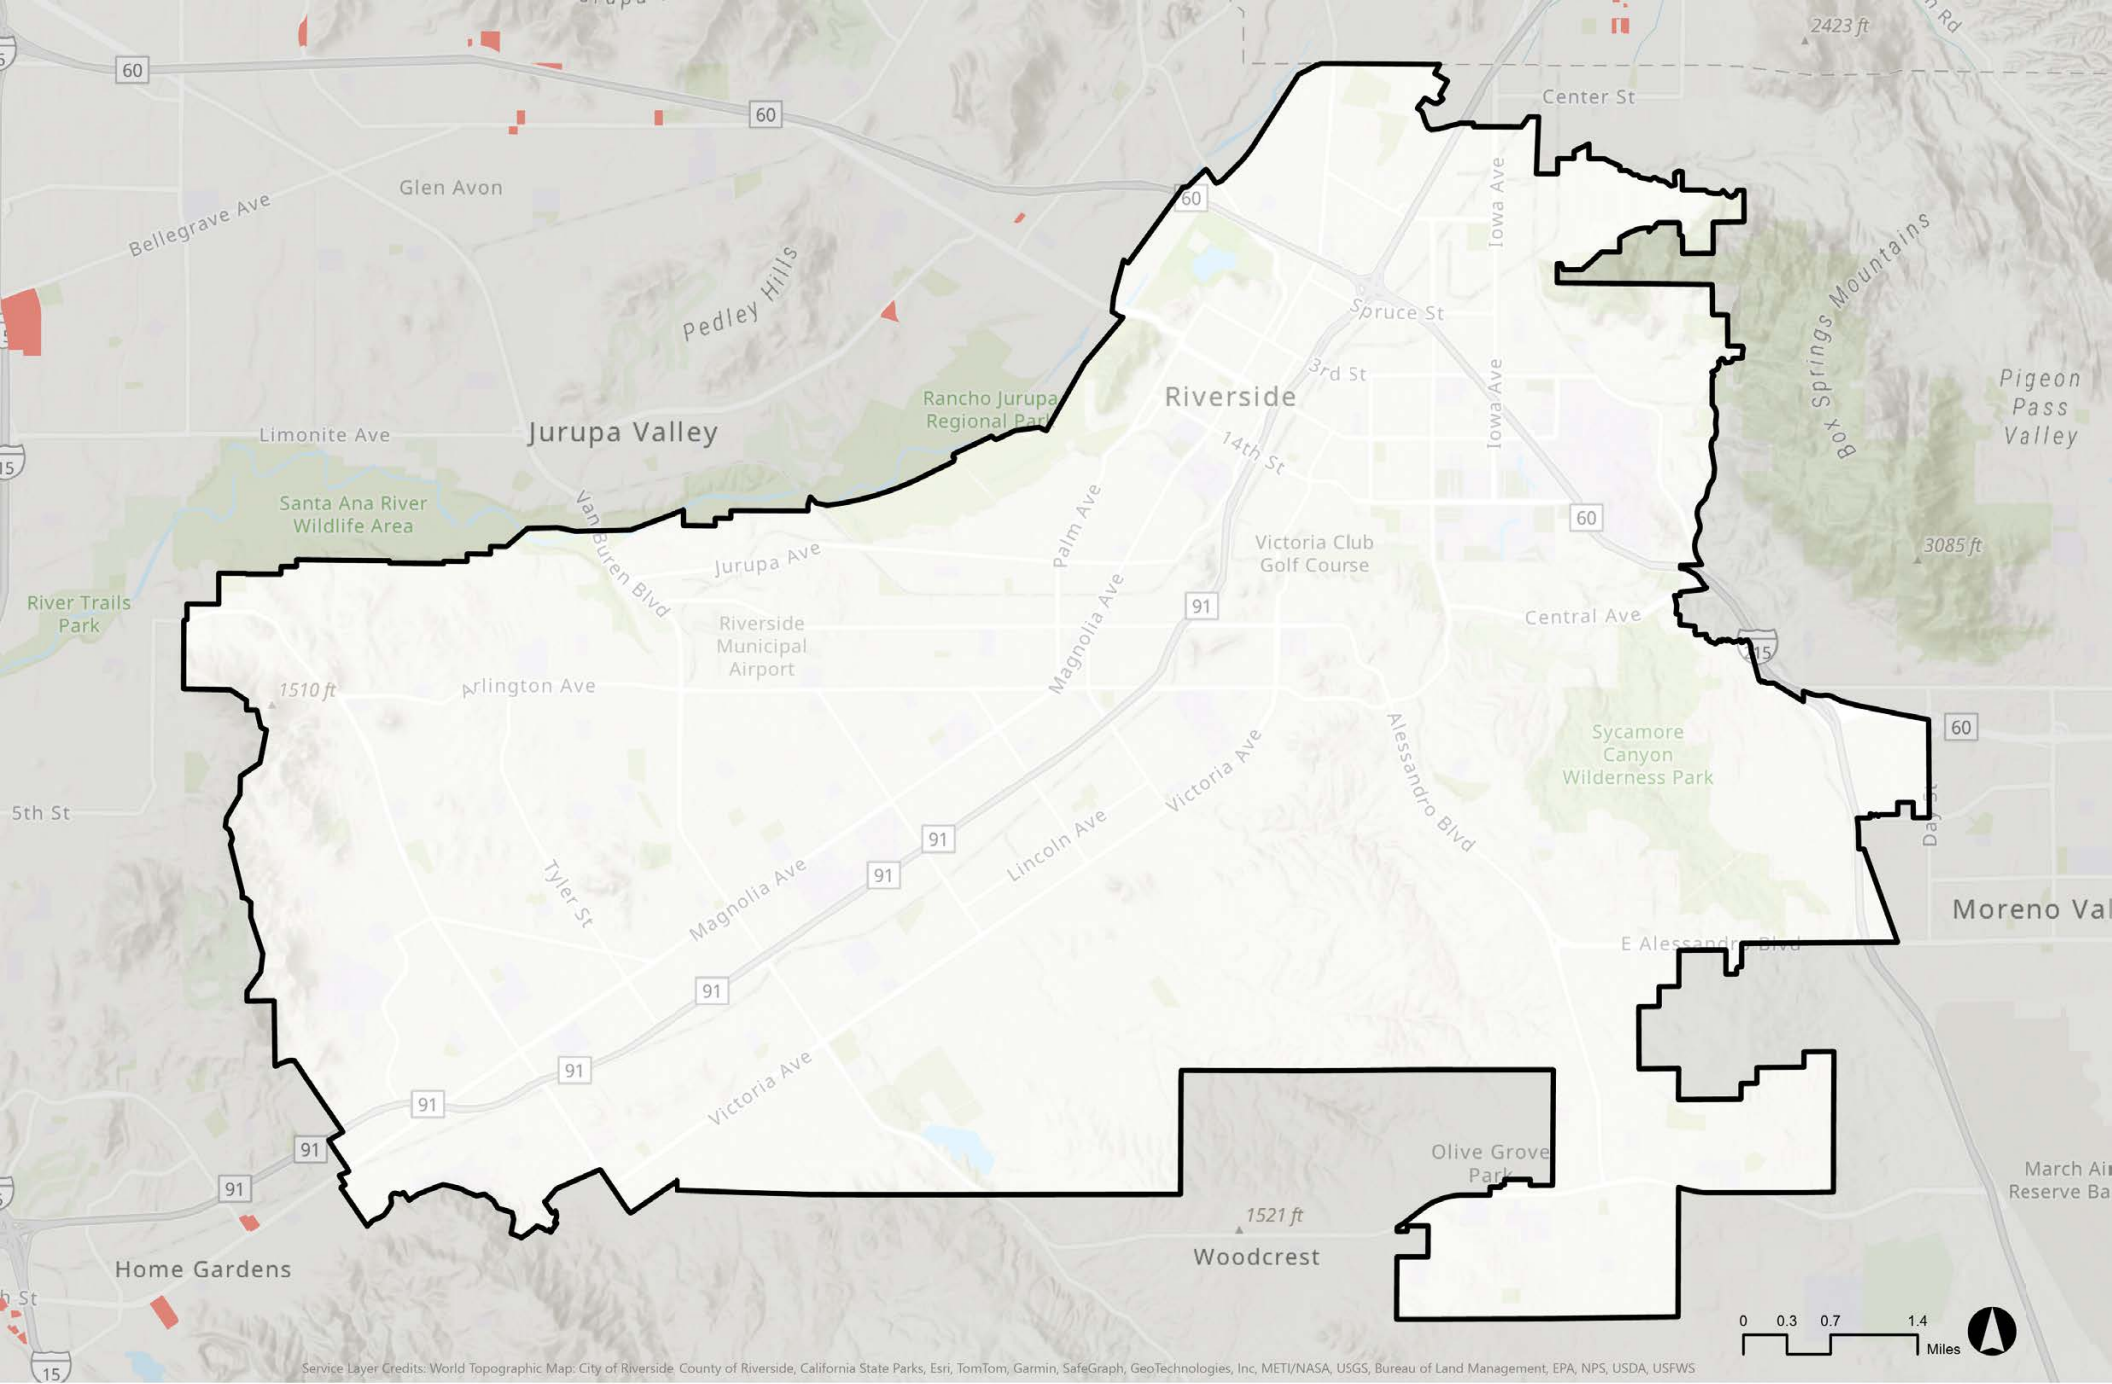 2423 ft
60
Center St
60
Glen Avon
Iowa Ave
60
Bellegrave Ave
Box Springs Mountains
Pedley Hills
Spruce St
3rd St
Pigeon
Pass
Valley
Riverside
Rancho Jurupa
Regional Park
Iowa Ave
Limonite Ave
Jurupa Valley
14th St
15
Santa Ana River
Wildlife Area
Van Buren Blvd
Palm Ave
60
Victoria Club
Golf Course
3085 ft
Jurupa Ave
River Trails
Park
Riverside
Municipal
Airport
Magnolia Ave
91
Central Ave
215
1510 ft
Arlington Ave
Alessandro Blvd
Sycamore
Canyon
Wilderness Park
60
Victoria Ave
5th St
Day St
91
Lincoln Ave
91
Tyler St
Magnolia Ave
Moreno Val
E Alessandro Blvd
91
91
Victoria Ave
91
91
Olive Grove
Park
91
March Air
Reserve Ba
1521 ft
Woodcrest
Home Gardens
h St
0 0.3 0.7 1.4
Miles
15
Service Layer Credits: World Topographic Map: City of Riverside County of Riverside, California State Parks, Esri, TomTom, Garmin, SafeGraph, GeoTechnologies, Inc, METI/NASA, USGS, Bureau of Land Management, EPA, NPS, USDA, USFWS